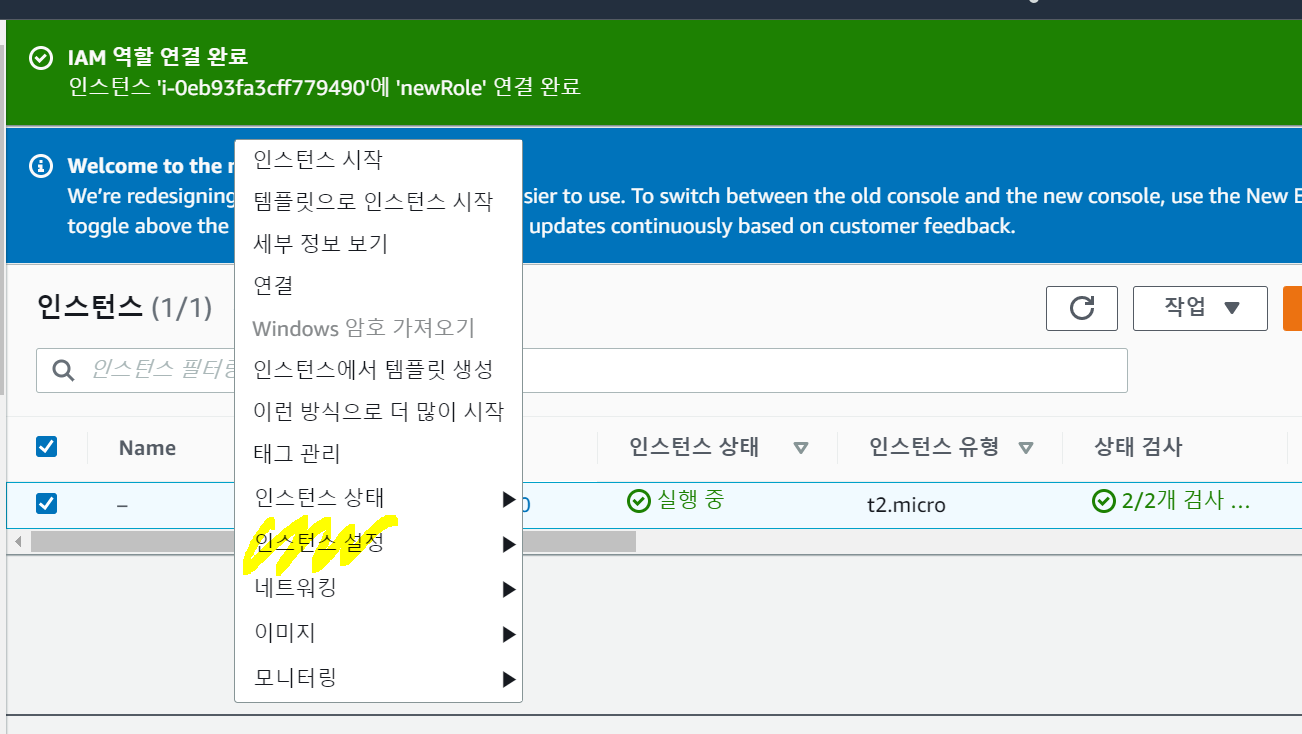 IAM 역할 연결 완료
인스턴스 'i-0eb93fa3cff779490'에 'newRole' 연결 완료
Welcome to the
We're redesigning sier to use. To switch between the old console and the new console, use the New
toggle above the updates continuously based on customer feedback.
인스턴스 시작
템플릿으로 인스턴스 시작
세부 정보 보기
연결
Windows 암호 가져오기
인스턴스에서 템플릿 생성
이런 방식으로 더 많이 시작
태그 관리
인스턴스 상태
인스턴스 설정
네트워킹
이미지
모니터링
인스턴스 (1/1)
작업
인스턴스 필터링
Name 인스턴스 상태 인스턴스 유형 상태 검사
– 실행 중 t2.micro 2/2개 검사 ...